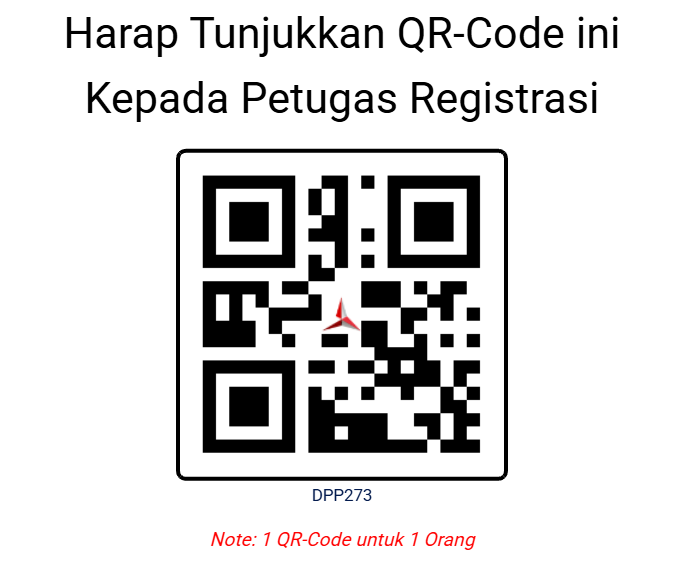 Harap Tunjukkan QR-Code ini
Kepada Petugas Registrasi
DPP273
Note: 1 QR-Code untuk 1 Orang